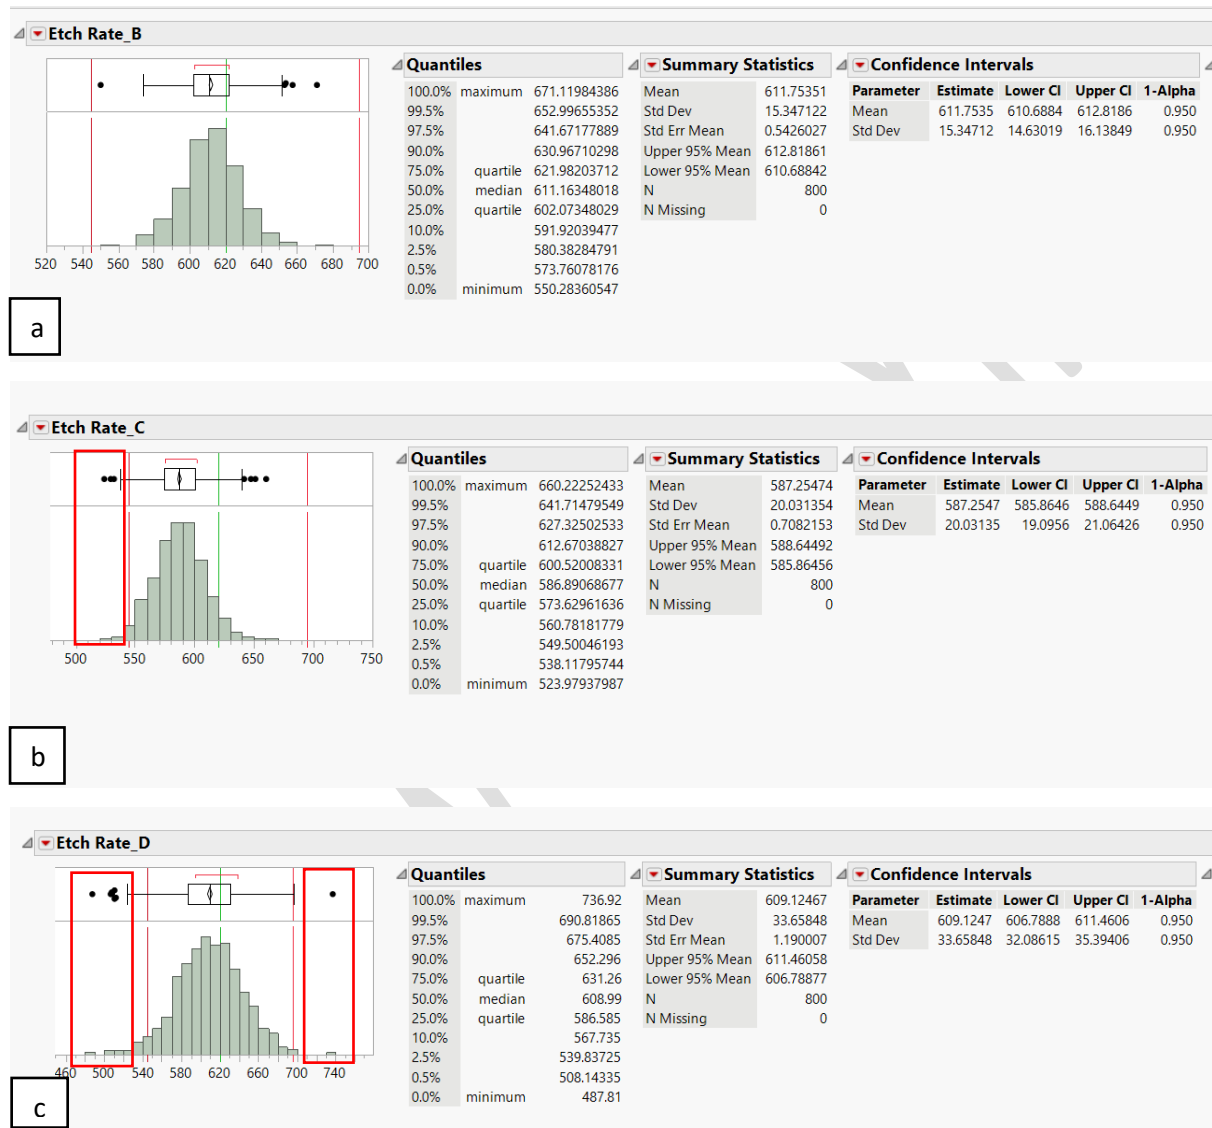 Etch Rate_B
520 540 560 580 600 620 640 660 680 700
Quantiles
100.0% maximum 671.11984386
99.5% 652.99655352
97.5% 641.67177889
90.0% 630.96710298
75.0% quartile 621.98203712
50.0% median 611.16348018
25.0% quartile 602.07348029
10.0% 591.92039477
2.5% 580.38284791
0.5% 573.76078176
0.0% minimum 550.28360547
Summary Statistics
Mean 611.75351
Std Dev 15.347122
Std Err Mean 0.5426027
Upper 95% Mean 612.81861
Lower 95% Mean 610.68842
N 800
N Missing 0
Confidence Intervals
Parameter Estimate Lower CI Upper CI 1-Alpha
Mean 611.7535 610.6884 612.8186 0.950
Std Dev 15.34712 14.63019 16.13849 0.950
a
Etch Rate_C
500 550 600 650 700 750
Quantiles
100.0% maximum 660.22252433
99.5% 641.71479549
97.5% 627.32502533
90.0% 612.67038827
75.0% quartile 600.52008331
50.0% median 586.89068677
25.0% quartile 573.62961636
10.0% 560.78181779
2.5% 549.50046193
0.5% 538.11795744
0.0% minimum 523.97937987
Summary Statistics
Mean 587.25474
Std Dev 20.031354
Std Err Mean 0.7082153
Upper 95% Mean 588.64492
Lower 95% Mean 585.86456
N 800
N Missing 0
Confidence Intervals
Parameter Estimate Lower CI Upper CI 1-Alpha
Mean 587.2547 585.8646 588.6449 0.950
Std Dev 20.03135 19.0956 21.06426 0.950
b
Etch Rate_D
460 500 540 580 620 660 700 740
Quantiles
100.0% maximum 736.92
99.5% 690.81865
97.5% 675.4085
90.0% 652.296
75.0% quartile 631.26
50.0% median 608.99
25.0% quartile 586.585
10.0% 567.735
2.5% 539.83725
0.5% 508.14335
0.0% minimum 487.81
Summary Statistics
Mean 609.12467
Std Dev 33.65848
Std Err Mean 1.190007
Upper 95% Mean 611.46058
Lower 95% Mean 606.78877
N 800
N Missing 0
Confidence Intervals
Parameter Estimate Lower CI Upper CI 1-Alpha
Mean 609.1247 606.7888 611.4606 0.950
Std Dev 33.65848 32.08615 35.39406 0.950
c